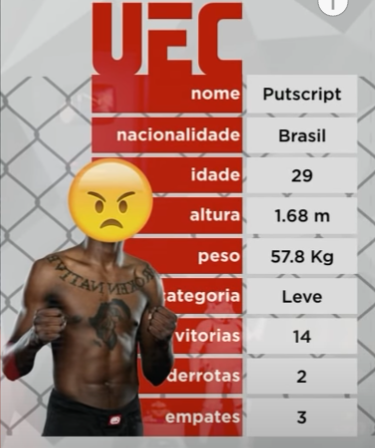 UFC
nome Putscript
nacionalidade Brasil
idade 29
altura 1.68 m
peso 57.8 Kg
categoria Leve
vitorias 14
derrotas 2
empates 3